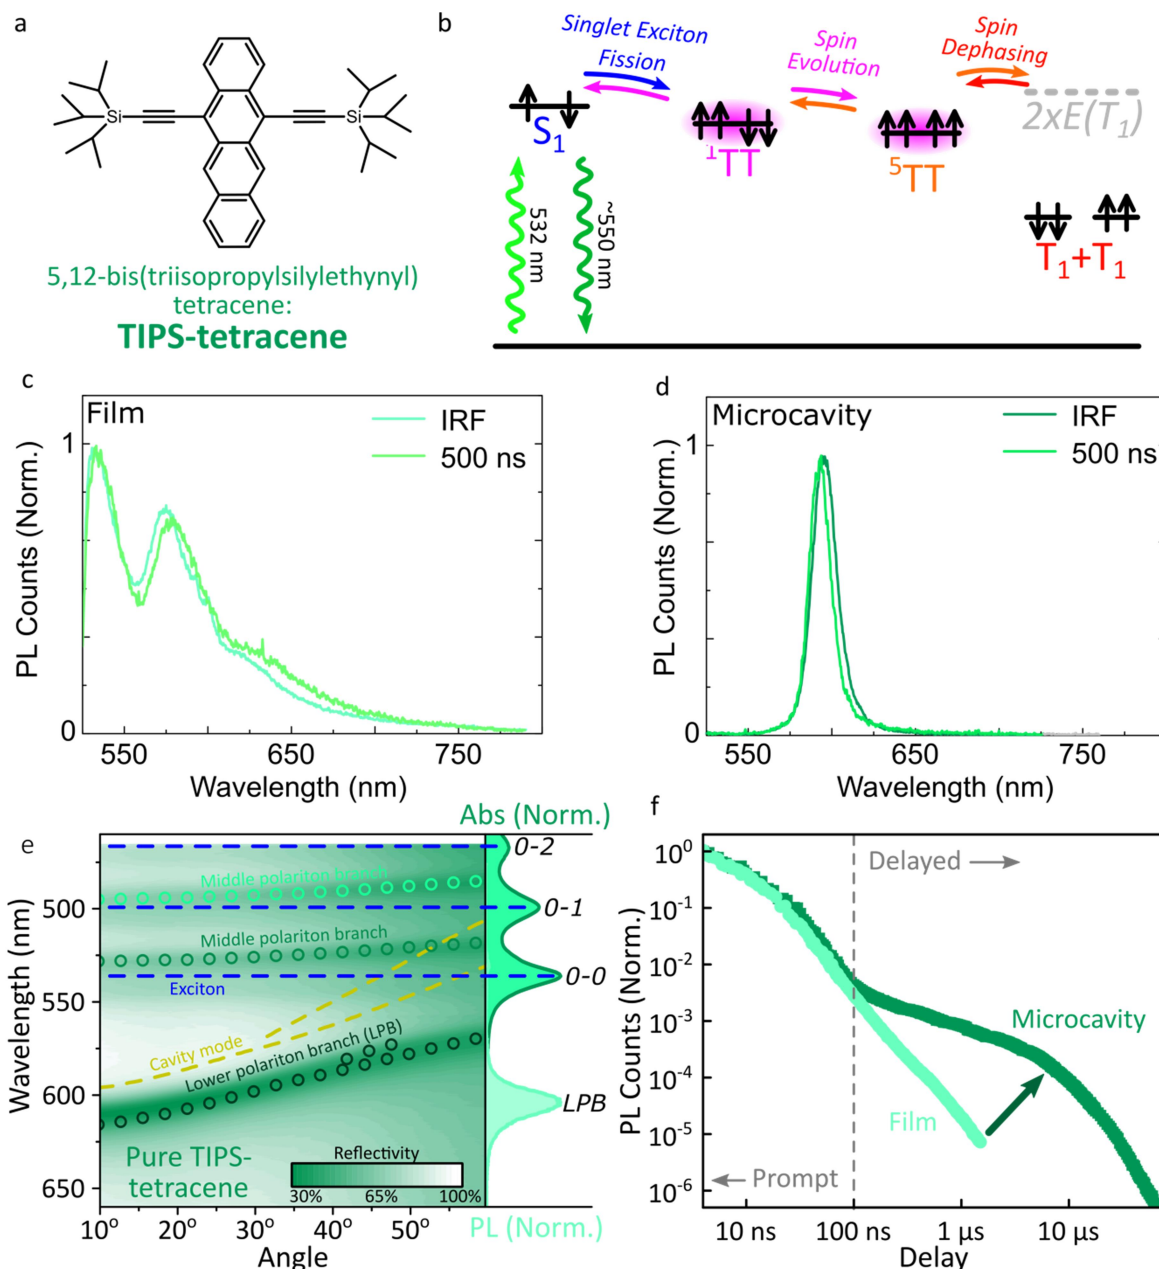 a
Si
Si
5,12-bis(triisopropylsilylethynyl)
tetracene:
TIPS-tetracene
b
Singlet Exciton
Fission
Spin
Evolution
Spin
Dephasing
S1
1TT
5TT
2xE(T1)
T1+T1
532 nm
~550 nm
c
Film
IRF
500 ns
PL Counts (Norm.)
1
0
550
650
750
Wavelength (nm)
d
Microcavity
IRF
500 ns
PL Counts (Norm.)
1
0
550
650
750
Wavelength (nm)
e
Abs (Norm.)
0-2
Middle polariton branch
0-1
Middle polariton branch
0-0
Exciton
Cavity mode
Lower polariton branch (LPB)
LPB
Pure TIPS-
tetracene
Reflectivity
30%
65%
100%
Wavelength (nm)
500
550
600
650
10º
20º
30º
40º
50º
Angle
PL (Norm.)
f
Delayed
Prompt
Microcavity
Film
PL Counts (Norm.)
10^0
10^-1
10^-2
10^-3
10^-4
10^-5
10^-6
10 ns
100 ns
1 µs
10 µs
Delay